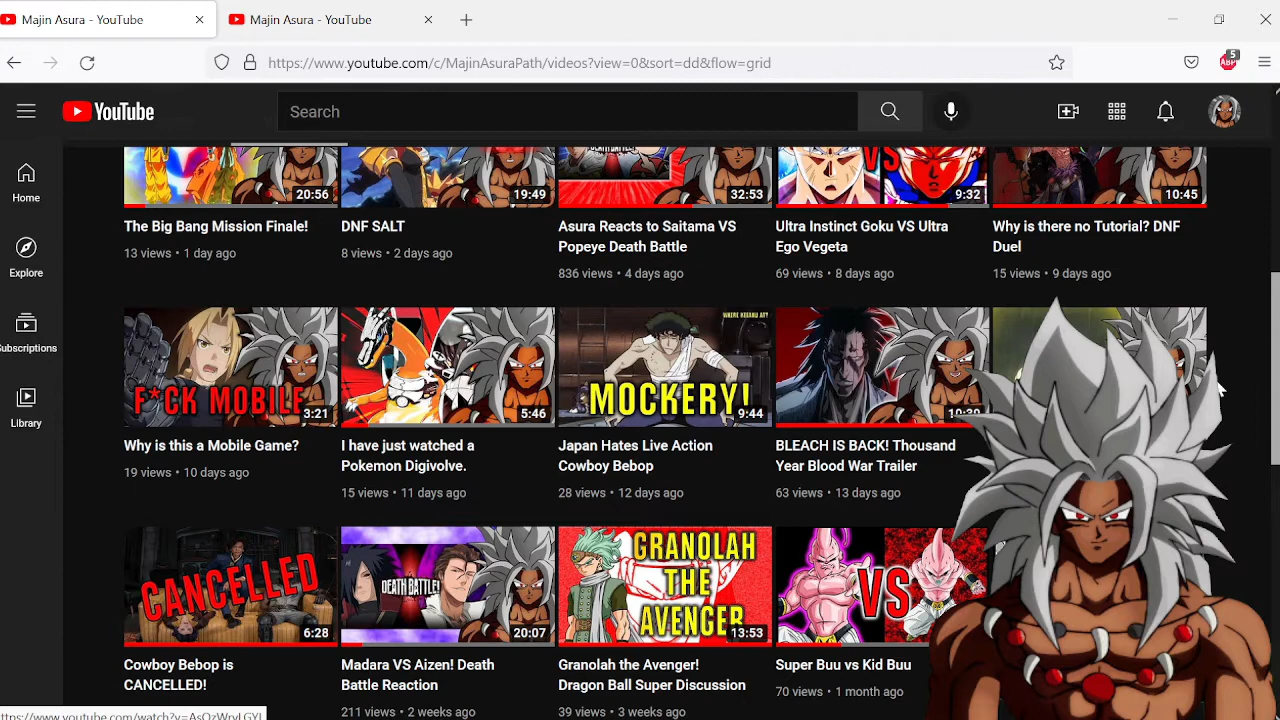 Majin Asura - YouTube
Majin Asura - YouTube
https://www.youtube.com/c/MajinAsuraPath/videos?view=0&sort=dd&flow=grid
ABP
5
YouTube
Search
Home
Explore
Subscriptions
Library
20:56
19:49
32:53
VS
9:32
10:45
The Big Bang Mission Finale!
13 views • 1 day ago
DNF SALT
8 views • 2 days ago
Asura Reacts to Saitama VS
Popeye Death Battle
836 views • 4 days ago
Ultra Instinct Goku VS Ultra
Ego Vegeta
69 views • 8 days ago
Why is there no Tutorial? DNF
Duel
15 views • 9 days ago
F*CK MOBILE
3:21
5:46
WHERE KEEANU AT?
MOCKERY!
9:44
10:39
Why is this a Mobile Game?
19 views • 10 days ago
I have just watched a
Pokemon Digivolve.
15 views • 11 days ago
Japan Hates Live Action
Cowboy Bebop
28 views • 12 days ago
BLEACH IS BACK! Thousand
Year Blood War Trailer
63 views • 13 days ago
CANCELLED
6:28
DEATH BATTLE!
20:07
GRANOLAH
THE
AVENGER
13:53
VS
Cowboy Bebop is
CANCELLED!
Madara VS Aizen! Death
Battle Reaction
211 views • 2 weeks ago
Granolah the Avenger!
Dragon Ball Super Discussion
39 views • 3 weeks ago
Super Buu vs Kid Buu
70 views • 1 month ago